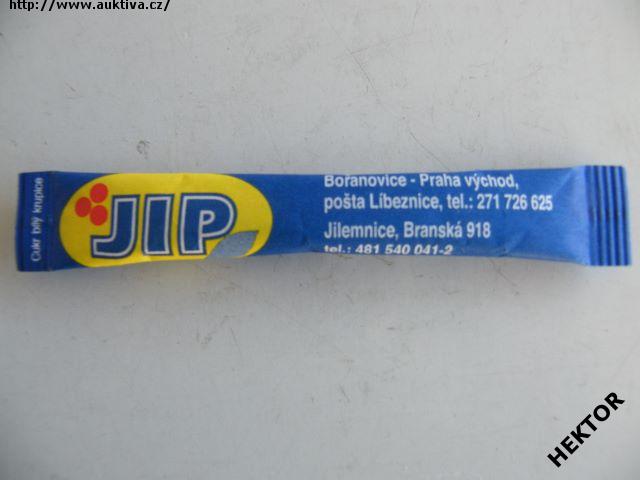 http://www.auktiva.cz/
Cukr bílý krupice
JIP
Bořanovice - Praha východ,
pošta Líbeznice, tel.: 271 726 625
Jilemnice, Branská 918
tel.: 481 540 041-2
HEKTOR